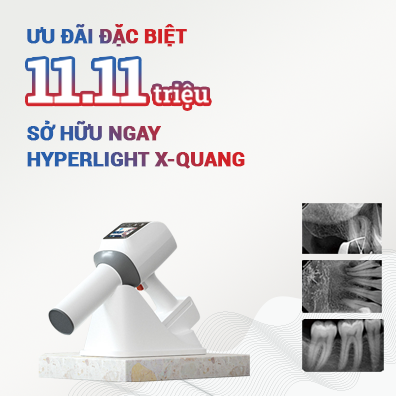 ƯU ĐÃI ĐẶC BIỆT
11.11 triệu
SỞ HỮU NGAY
HYPERLIGHT X-QUANG